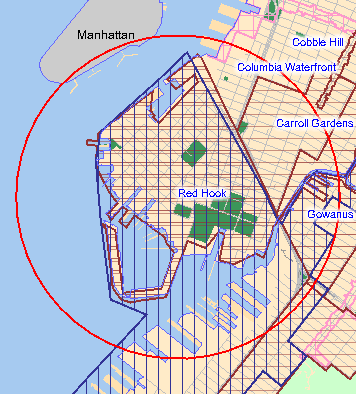 Manhattan
Cobble Hill
Columbia Waterfront
Carroll Gardens
Red Hook
Gowanus